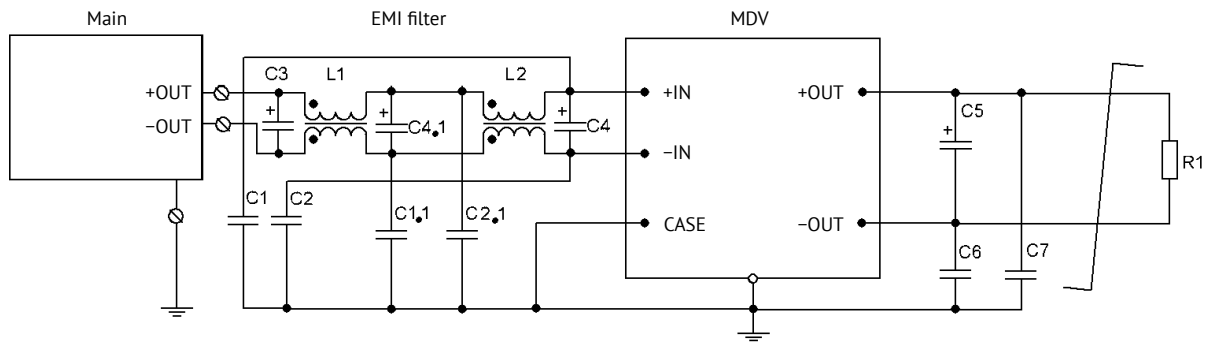 Main
EMI filter
MDV
C3
L1
L2
+OUT
−OUT
+
+
C4.1
+
C4
+IN
−IN
CASE
+OUT
−OUT
C5
+
R1
C1
C2
C1.1
C2.1
C6
C7